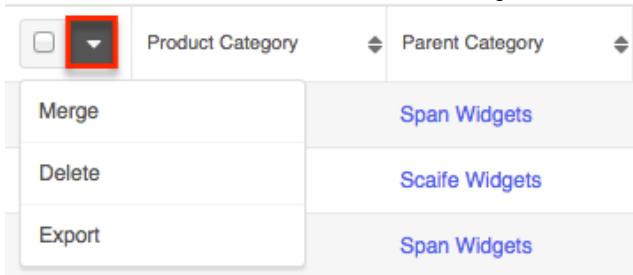 Product Category
Parent Category
Merge
Span Widgets
Delete
Scaife Widgets
Export
Span Widgets